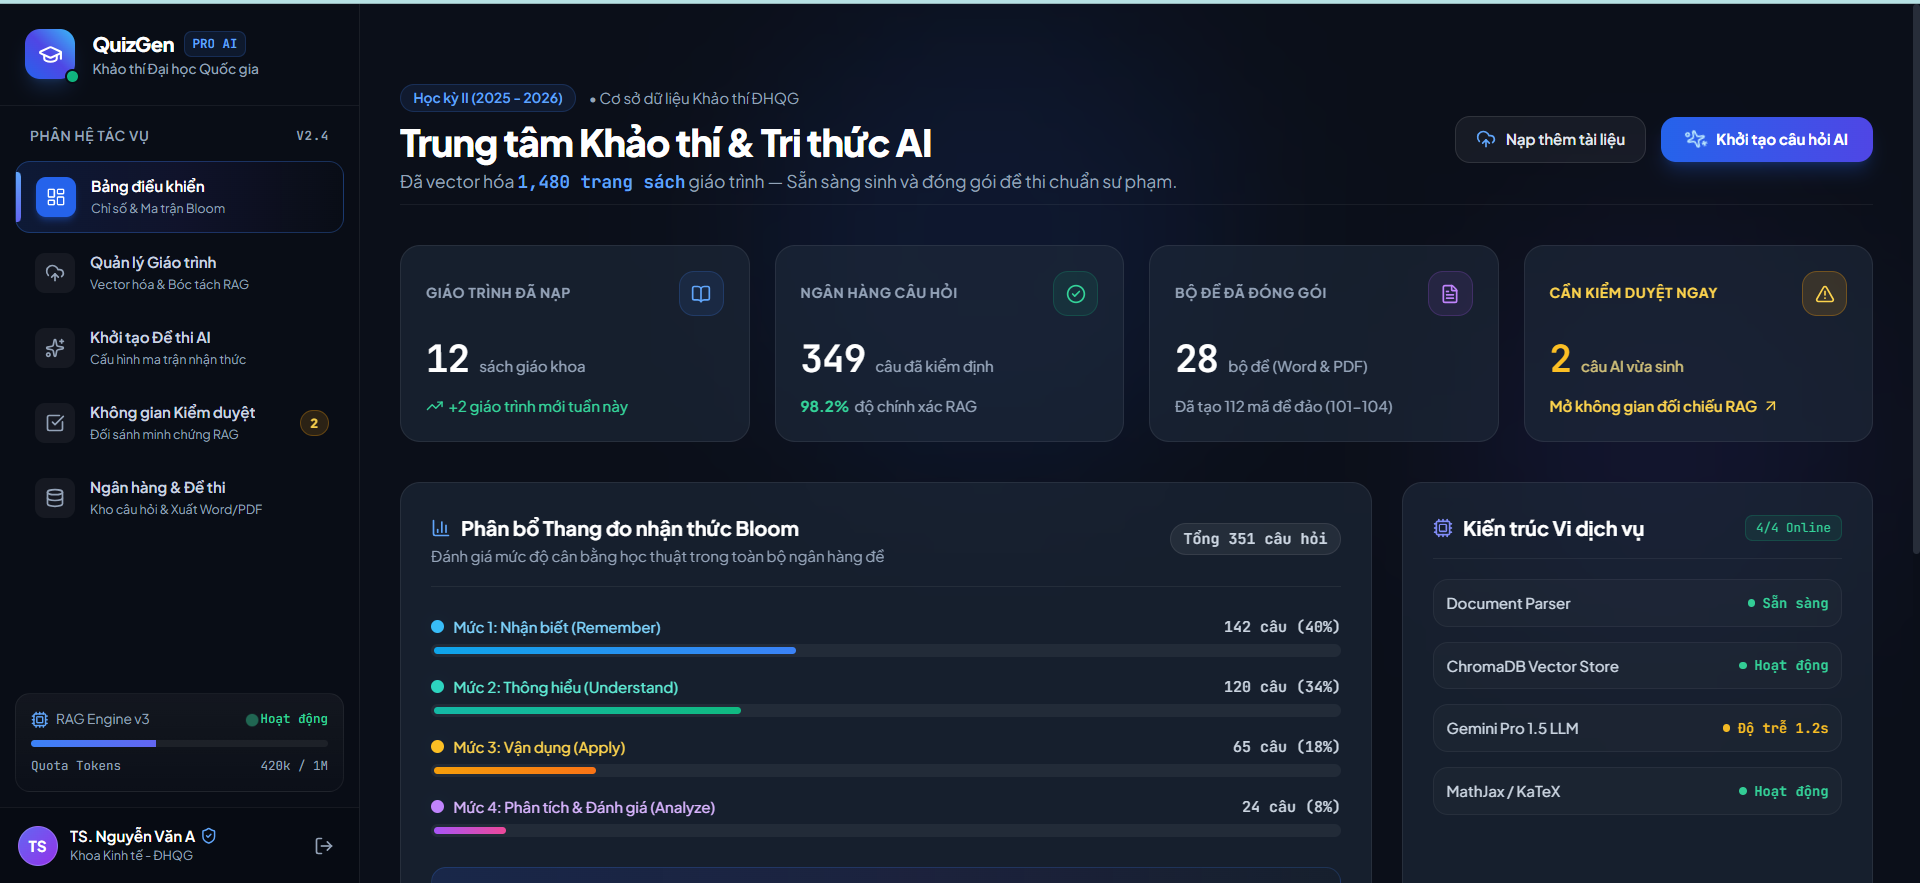 QuizGen PRO AI
Khảo thí Đại học Quốc gia
PHÂN HỆ TÁC VỤ V2.4
Bảng điều khiển
Chỉ số & Ma trận Bloom
Quản lý Giáo trình
Vector hóa & Bóc tách RAG
Khởi tạo Đề thi AI
Cấu hình ma trận nhận thức
Không gian Kiểm duyệt
Đối sánh minh chứng RAG
2
Ngân hàng & Đề thi
Kho câu hỏi & Xuất Word/PDF
RAG Engine v3 Hoạt động
Quota Tokens 420k / 1M
TS TS. Nguyễn Văn A
Khoa Kinh tế - ĐHQG
Học kỳ II (2025 - 2026) • Cơ sở dữ liệu Khảo thí ĐHQG
Trung tâm Khảo thí & Tri thức AI
Đã vector hóa 1,480 trang sách giáo trình — Sẵn sàng sinh và đóng gói đề thi chuẩn sư phạm.
Nạp thêm tài liệu
Khởi tạo câu hỏi AI
GIÁO TRÌNH ĐÃ NẠP
12 sách giáo khoa
+2 giáo trình mới tuần này
NGÂN HÀNG CÂU HỎI
349 câu đã kiểm định
98.2% độ chính xác RAG
BỘ ĐỀ ĐÃ ĐÓNG GÓI
28 bộ đề (Word & PDF)
Đã tạo 112 mã đề đảo (101-104)
CẦN KIỂM DUYỆT NGAY
2 câu AI vừa sinh
Mở không gian đối chiếu RAG
Phân bổ Thang đo nhận thức Bloom
Đánh giá mức độ cân bằng học thuật trong toàn bộ ngân hàng đề
Tổng 351 câu hỏi
Mức 1: Nhận biết (Remember) 142 câu (40%)
Mức 2: Thông hiểu (Understand) 120 câu (34%)
Mức 3: Vận dụng (Apply) 65 câu (18%)
Mức 4: Phân tích & Đánh giá (Analyze) 24 câu (8%)
Kiến trúc Vi dịch vụ 4/4 Online
Document Parser Sẵn sàng
ChromaDB Vector Store Hoạt động
Gemini Pro 1.5 LLM Độ trễ 1.2s
MathJax / KaTeX Hoạt động